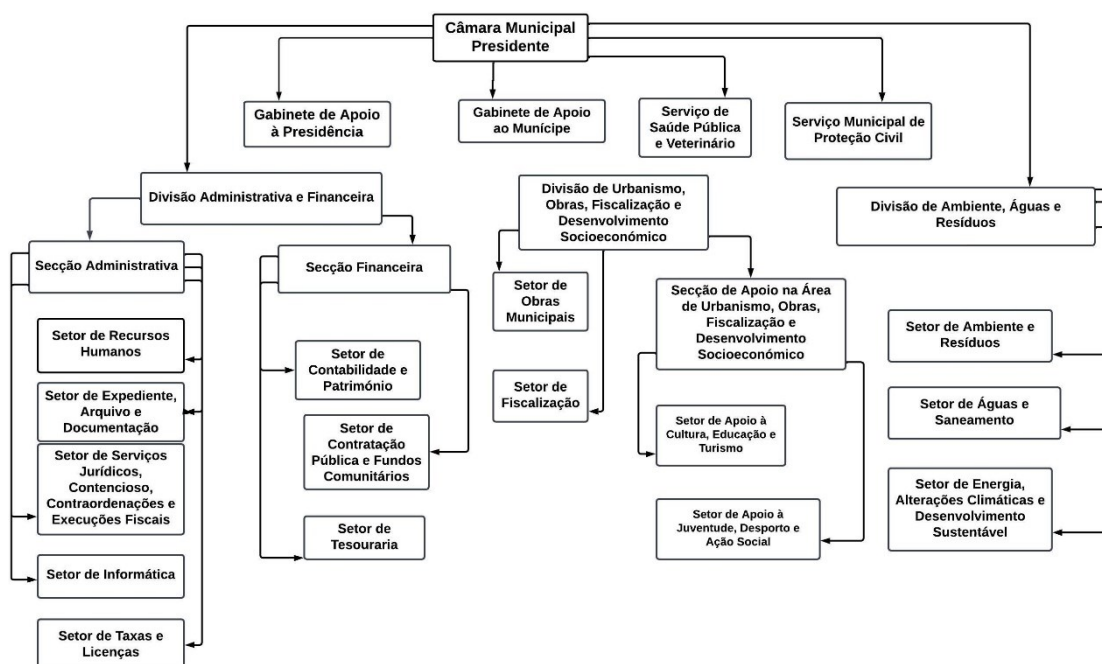 Câmara Municipal
Presidente
Gabinete de Apoio
à Presidência
Gabinete de Apoio
ao Munícipe
Serviço de
Saúde Pública
e Veterinário
Serviço Municipal de
Proteção Civil
Divisão Administrativa e Financeira
Divisão de Urbanismo,
Obras, Fiscalização e
Desenvolvimento
Socioeconómico
Divisão de Ambiente, Águas e
Resíduos
Secção Administrativa
Setor de Recursos
Humanos
Setor de Expediente,
Arquivo e
Documentação
Setor de Serviços
Jurídicos,
Contencioso,
Contraordenações e
Execuções Fiscais
Setor de Informática
Setor de Taxas e
Licenças
Secção Financeira
Setor de
Contabilidade e
Património
Setor de
Contratação
Pública e Fundos
Comunitários
Setor de
Tesouraria
Setor de
Obras
Municipais
Setor de
Fiscalização
Secção de Apoio na Área
de Urbanismo, Obras,
Fiscalização e
Desenvolvimento
Socioeconómico
Setor de Apoio à
Cultura, Educação e
Turismo
Setor de Apoio à
Juventude, Desporto e
Ação Social
Setor de Ambiente e
Resíduos
Setor de Águas e
Saneamento
Setor de Energia,
Alterações Climáticas e
Desenvolvimento
Sustentável